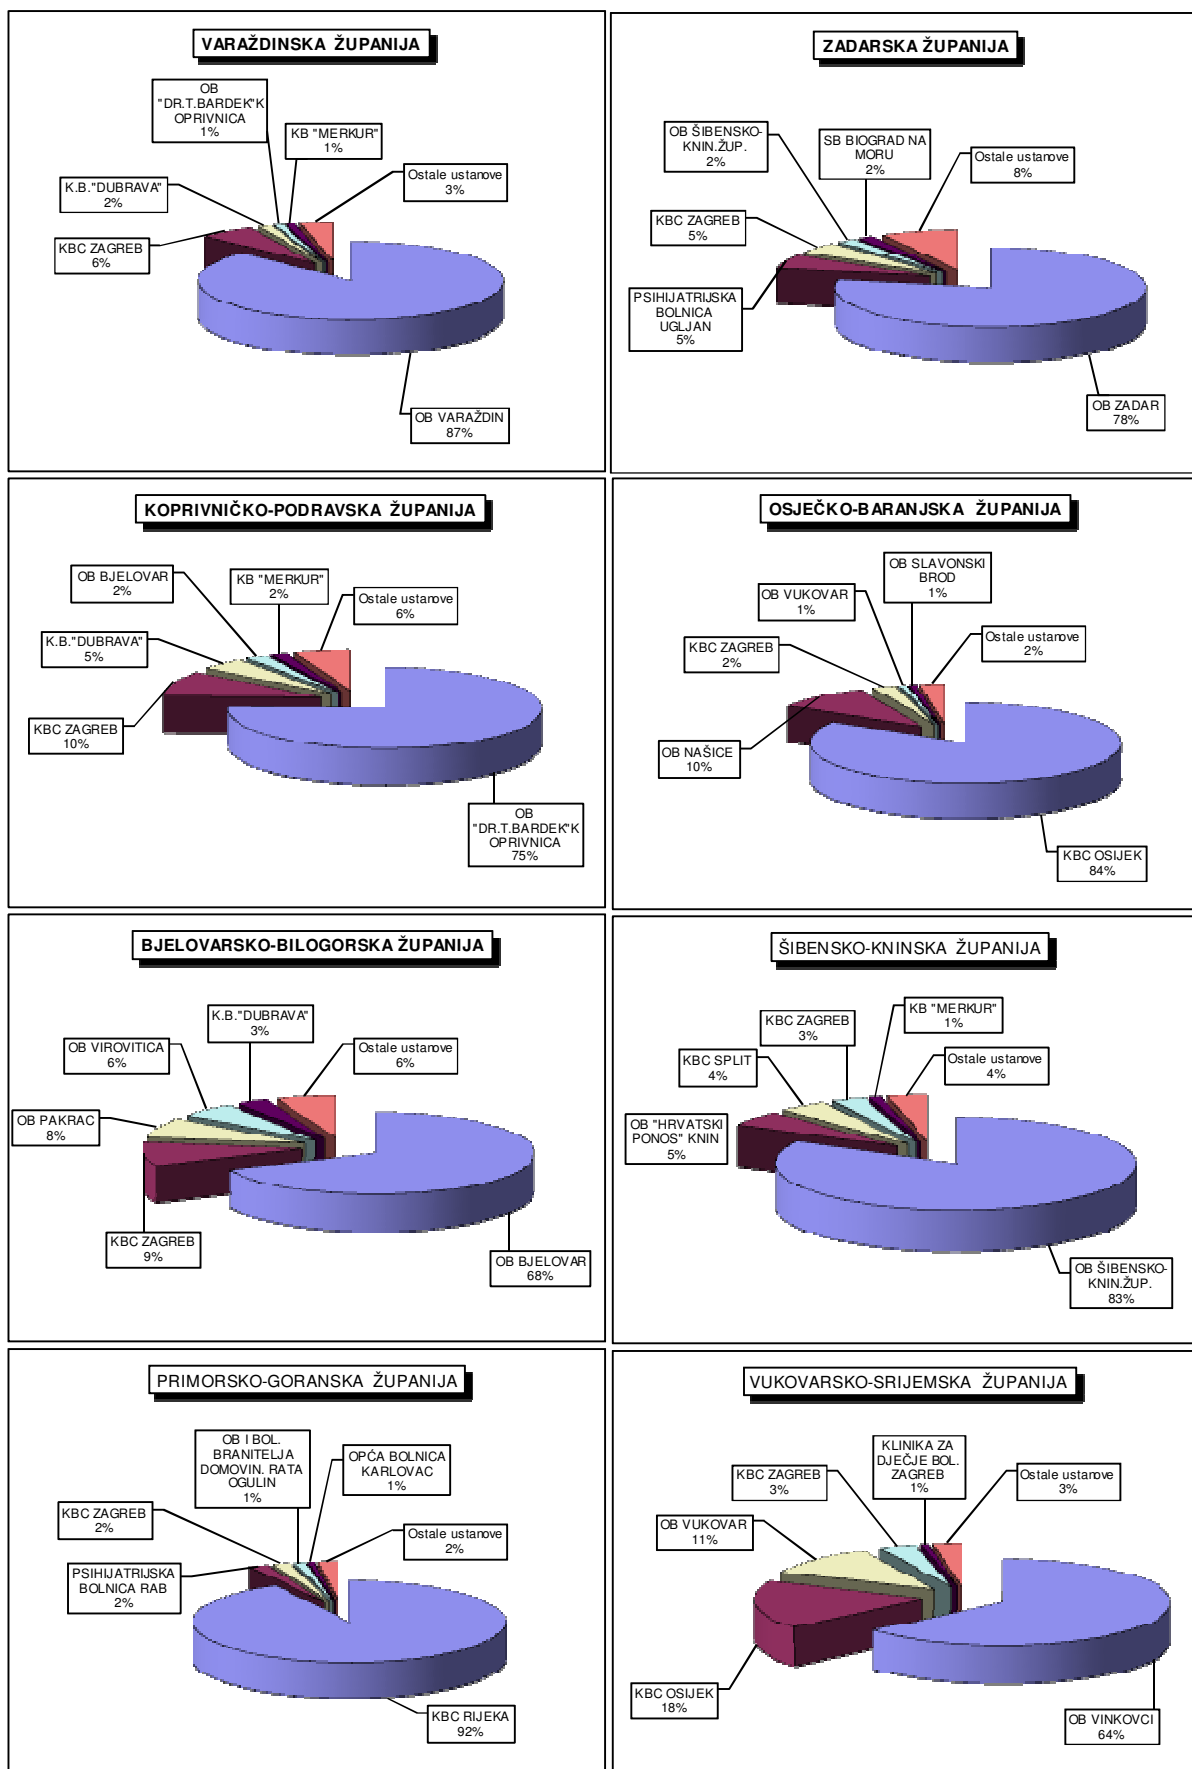 VARAŽDINSKA ŽUPANIJA
OB
"DR.T.BARDEK"K
OPRIVNICA
1%
KB "MERKUR"
1%
Ostale ustanove
3%
K.B."DUBRAVA"
2%
KBC ZAGREB
6%
OB VARAŽDIN
87%
ZADARSKA ŽUPANIJA
OB ŠIBENSKO-
KNIN.ŽUP.
2%
SB BIOGRAD NA
MORU
2%
Ostale ustanove
8%
KBC ZAGREB
5%
PSIHIJATRIJSKA
BOLNICA
UGLJAN
5%
OB ZADAR
78%
KOPRIVNIČKO-PODRAVSKA ŽUPANIJA
OB BJELOVAR
2%
KB "MERKUR"
2%
Ostale ustanove
6%
K.B."DUBRAVA"
5%
KBC ZAGREB
10%
OB
"DR.T.BARDEK"K
OPRIVNICA
75%
OSJEČKO-BARANJSKA ŽUPANIJA
OB SLAVONSKI
BROD
1%
OB VUKOVAR
1%
Ostale ustanove
2%
KBC ZAGREB
2%
OB NAŠICE
10%
KBC OSIJEK
84%
BJELOVARSKO-BILOGORSKA ŽUPANIJA
K.B."DUBRAVA"
3%
OB VIROVITICA
6%
Ostale ustanove
6%
OB PAKRAC
8%
KBC ZAGREB
9%
OB BJELOVAR
68%
ŠIBENSKO-KNINSKA ŽUPANIJA
KBC ZAGREB
3%
KB "MERKUR"
1%
KBC SPLIT
4%
Ostale ustanove
4%
OB "HRVATSKI
PONOS" KNIN
5%
OB ŠIBENSKO-
KNIN.ŽUP.
83%
PRIMORSKO-GORANSKA ŽUPANIJA
OB I BOL.
BRANITELJA
DOMOVIN. RATA
OGULIN
1%
OPĆA BOLNICA
KARLOVAC
1%
KBC ZAGREB
2%
Ostale ustanove
2%
PSIHIJATRIJSKA
BOLNICA RAB
2%
KBC RIJEKA
92%
VUKOVARSKO-SRIJEMSKA ŽUPANIJA
KLINIKA ZA
DJEČJE BOL.
ZAGREB
1%
KBC ZAGREB
3%
Ostale ustanove
3%
OB VUKOVAR
11%
KBC OSIJEK
18%
OB VINKOVCI
64%